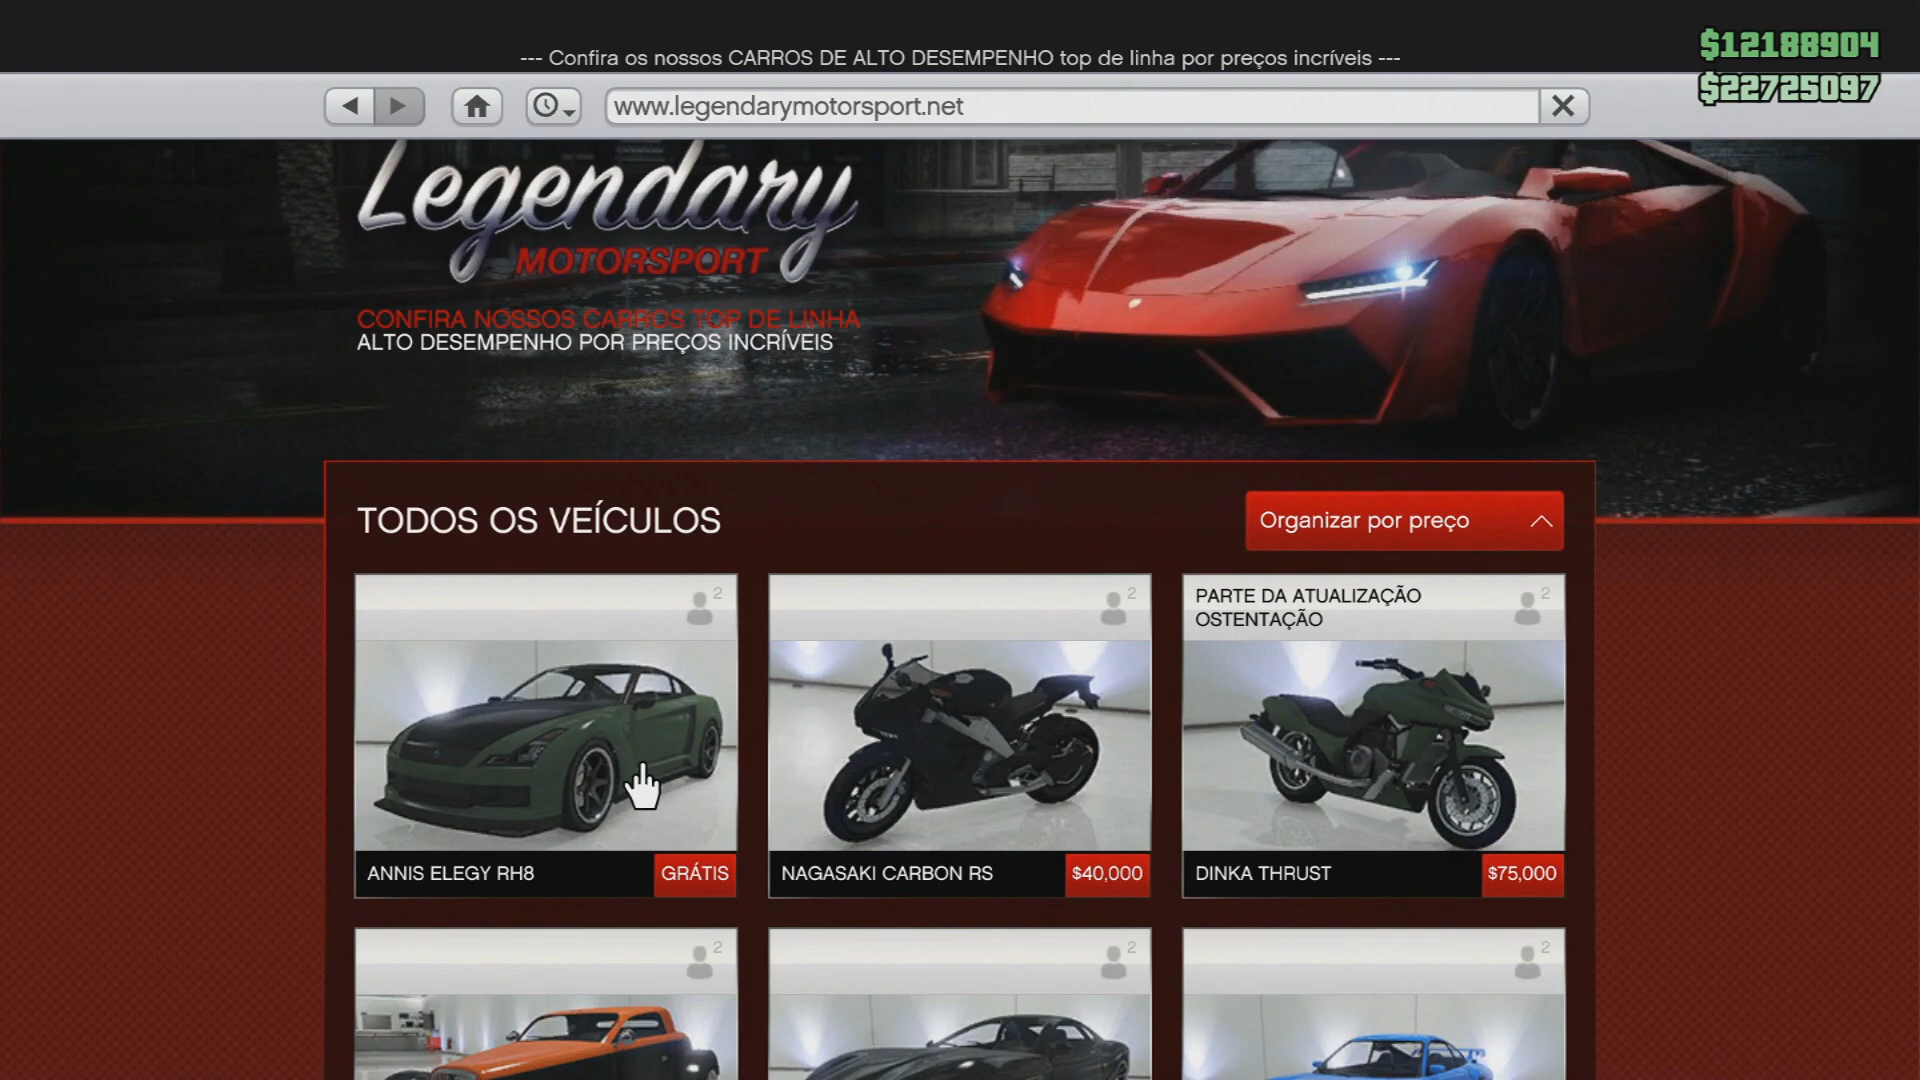 --- Confira os nossos CARROS DE ALTO DESEMPENHO top de linha por preços incríveis ---
$12188904
$22725097
www.legendarymotorsport.net
Legendary
MOTORSPORT
CONFIRA NOSSOS CARROS TOP DE LINHA
ALTO DESEMPENHO POR PREÇOS INCRÍVEIS
TODOS OS VEÍCULOS
Organizar por preço
2
2
PARTE DA ATUALIZAÇÃO
OSTENTAÇÃO
2
ANNIS ELEGY RH8
GRÁTIS
NAGASAKI CARBON RS
$40,000
DINKA THRUST
$75,000
2
2
2